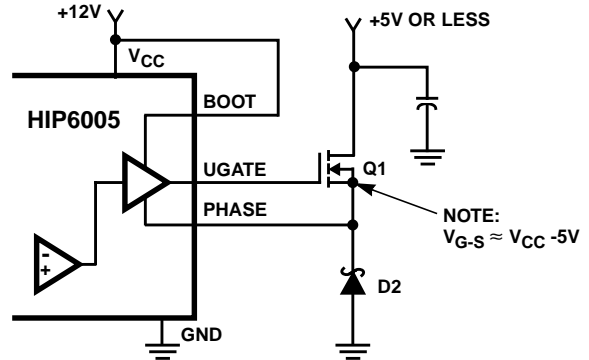 +12V
+5V OR LESS
VCC
BOOT
HIP6005
UGATE
Q1
PHASE
NOTE:
VG-S ≈ VCC -5V
-
+
D2
GND